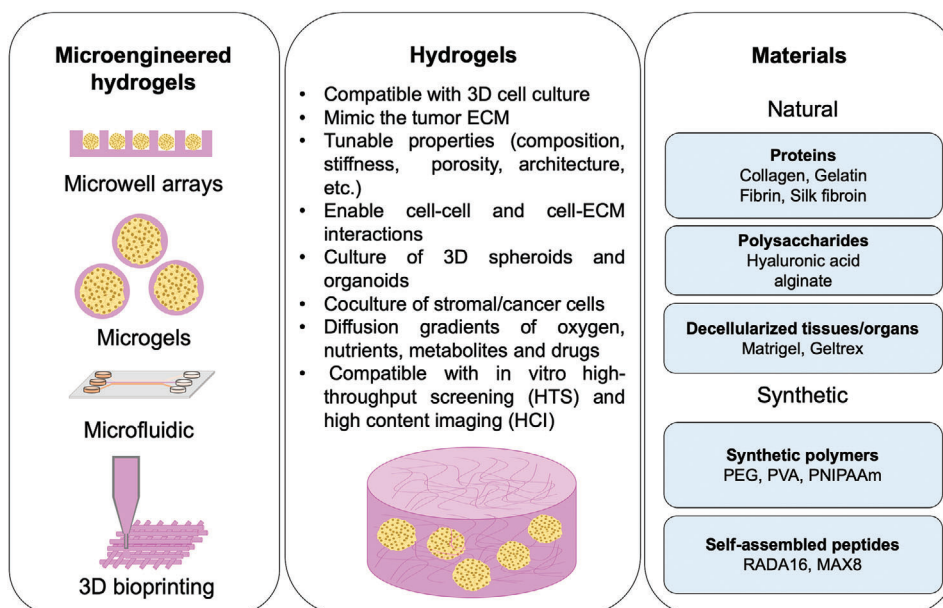 Microengineered
hydrogels
Microwell arrays
Microgels
Microfluidic
3D bioprinting
Hydrogels
• Compatible with 3D cell culture
• Mimic the tumor ECM
• Tunable properties (composition,
stiffness, porosity, architecture,
etc.)
• Enable cell-cell and cell-ECM
interactions
• Culture of 3D spheroids and
organoids
• Coculture of stromal/cancer cells
• Diffusion gradients of oxygen,
nutrients, metabolites and drugs
• Compatible with in vitro high-
throughput screening (HTS) and
high content imaging (HCI)
Materials
Natural
Proteins
Collagen, Gelatin
Fibrin, Silk fibroin
Polysaccharides
Hyaluronic acid
alginate
Decellularized tissues/organs
Matrigel, Geltrex
Synthetic
Synthetic polymers
PEG, PVA, PNIPAAm
Self-assembled peptides
RADA16, MAX8